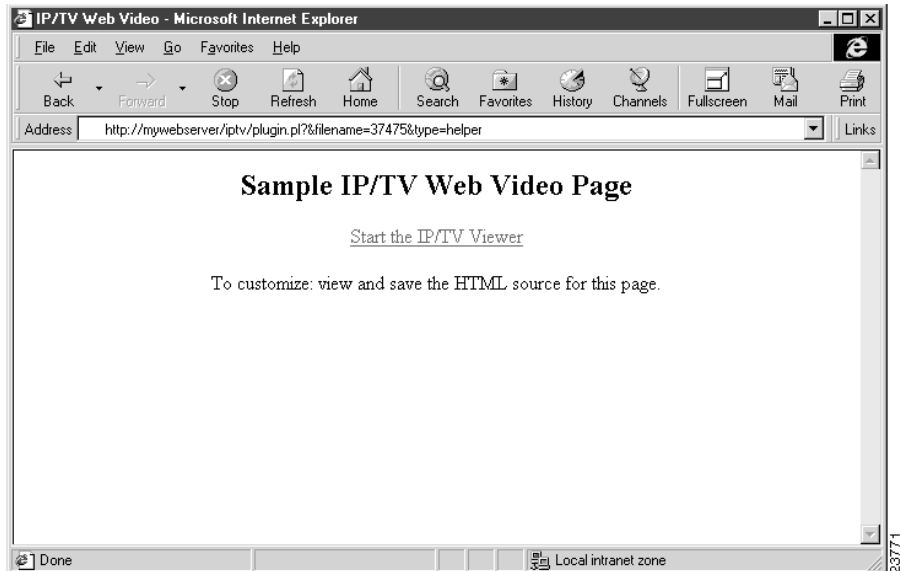 IP/TV Web Video - Microsoft Internet Explorer
File Edit View Go Favorites Help
Back Forward Stop Refresh Home Search Favorites History Channels Fullscreen Mail Print
Address http://mywebserver/iptv/plugin.pl?&filename=37475&type=helper Links
Sample IP/TV Web Video Page
Start the IP/TV Viewer
To customize: view and save the HTML source for this page.
Done Local intranet zone
23771